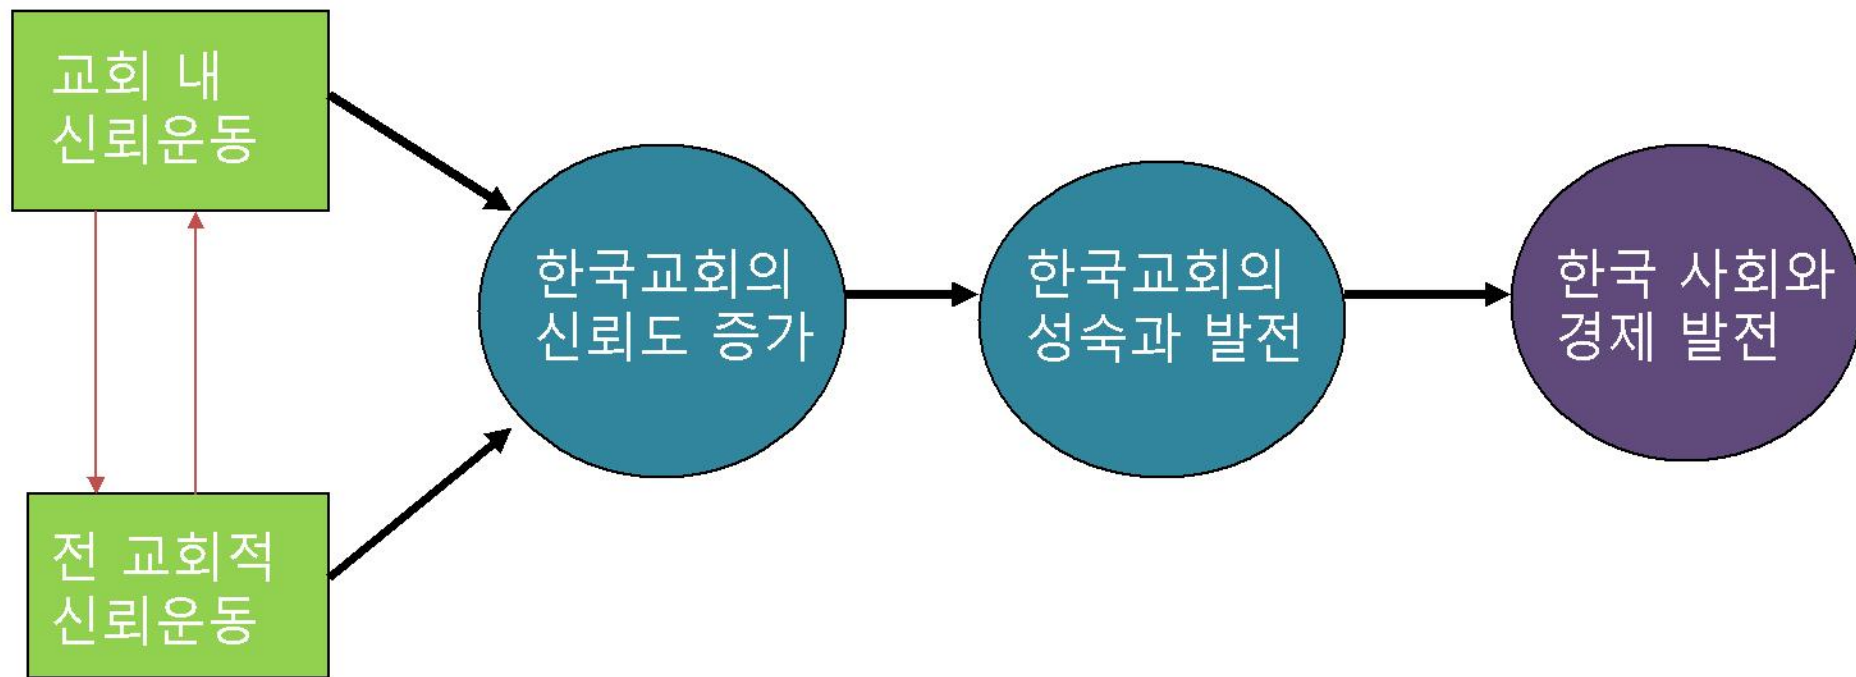 교회 내
신뢰운동
전 교회적
신뢰운동
한국교회의
신뢰도 증가
한국교회의
성숙과 발전
한국 사회와
경제 발전